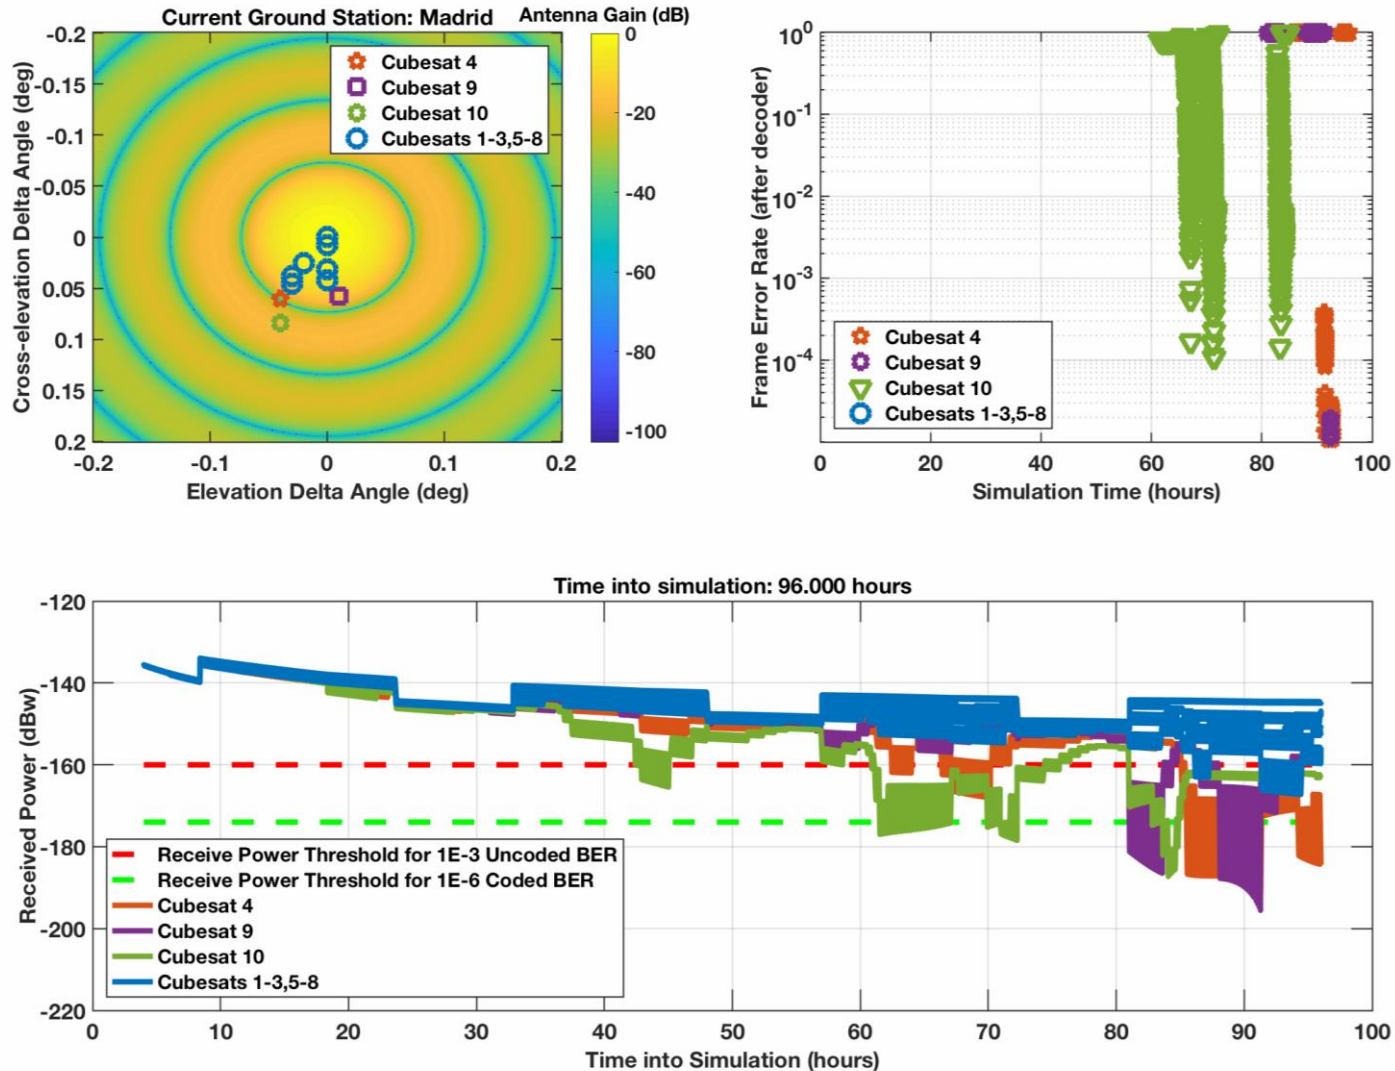 Current Ground Station: Madrid
Antenna Gain (dB)
Cross-elevation Delta Angle (deg)
-0.2
-0.15
-0.1
-0.05
0
0.05
0.1
0.15
0.2
-0.2
-0.1
0
0.1
0.2
Elevation Delta Angle (deg)
Cubesat 4
Cubesat 9
Cubesat 10
Cubesats 1-3,5-8
0
-20
-40
-60
-80
-100
Frame Error Rate (after decoder)
10^0
10^-1
10^-2
10^-3
10^-4
Cubesat 4
Cubesat 9
Cubesat 10
Cubesats 1-3,5-8
0
20
40
60
80
100
Simulation Time (hours)
Time into simulation: 96.000 hours
Received Power (dBw)
-120
-140
-160
-180
-200
-220
Receive Power Threshold for 1E-3 Uncoded BER
Receive Power Threshold for 1E-6 Coded BER
Cubesat 4
Cubesat 9
Cubesat 10
Cubesats 1-3,5-8
0
10
20
30
40
50
60
70
80
90
100
Time into Simulation (hours)